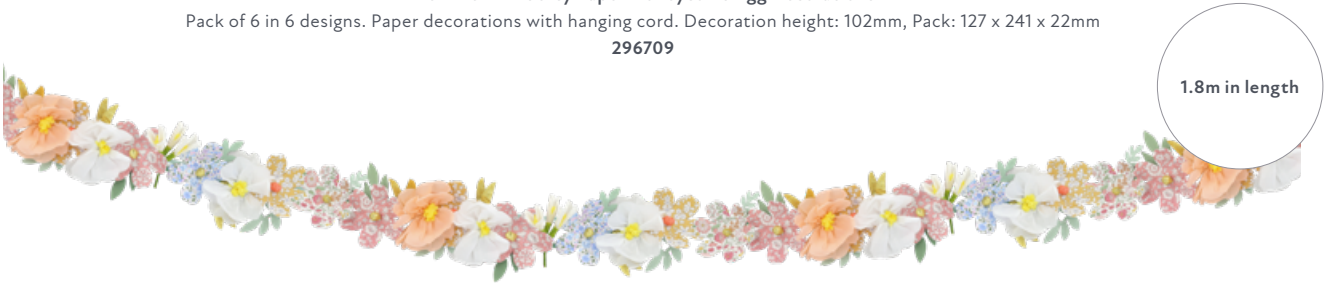 Pack of 6 in 6 designs. Paper decorations with hanging cord. Decoration height: 102mm, Pack: 127 x 241 x 22mm
296709
1.8m in length